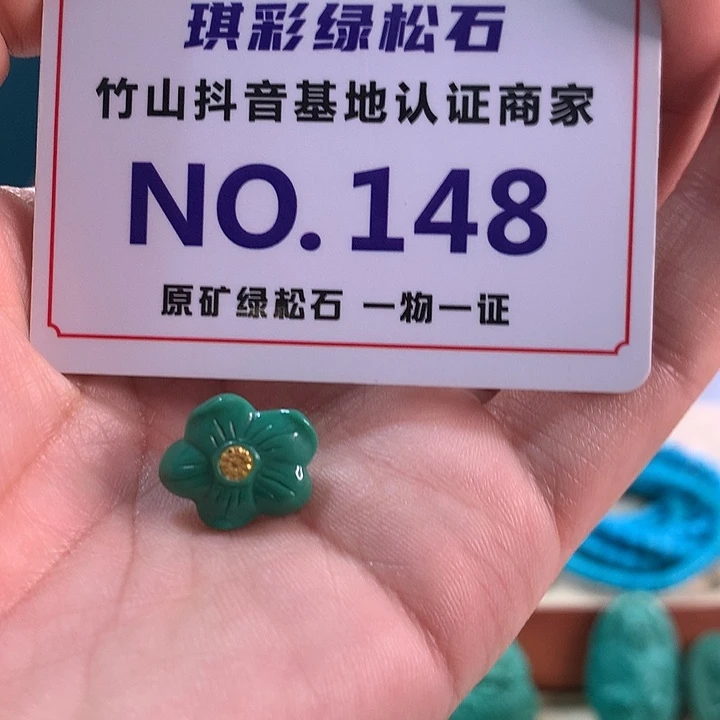 琪彩绿松石
竹山抖音基地认证商家
NO.148
原矿绿松石 一物一证